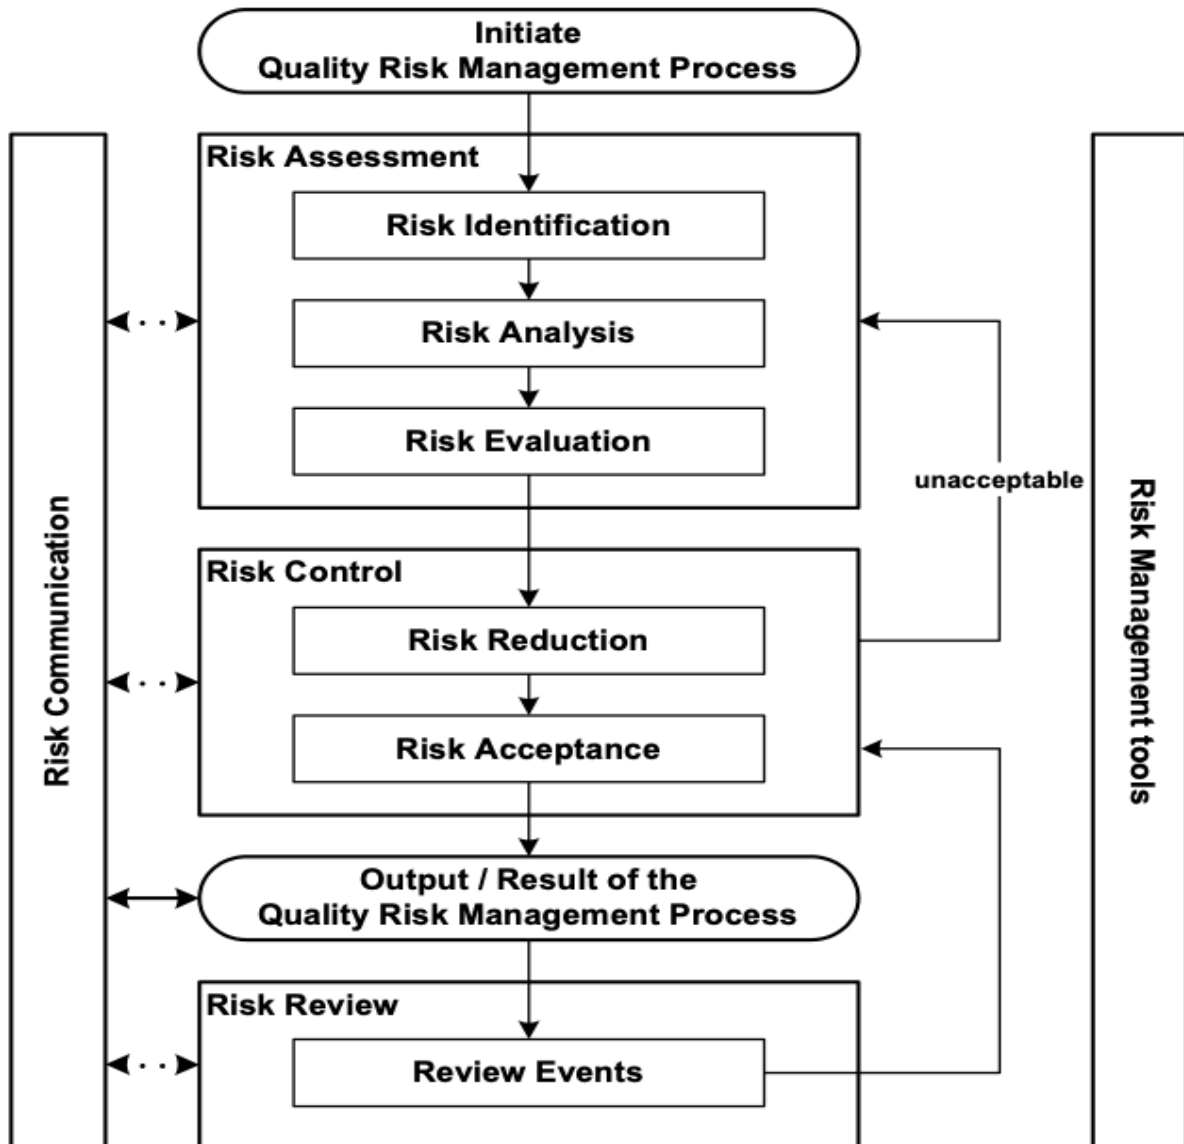 Initiate
Quality Risk Management Process
Risk Assessment
Risk Identification
Risk Analysis
Risk Evaluation
unacceptable
Risk Control
Risk Reduction
Risk Acceptance
Output / Result of the
Quality Risk Management Process
Risk Review
Review Events
Risk Communication
Risk Management tools